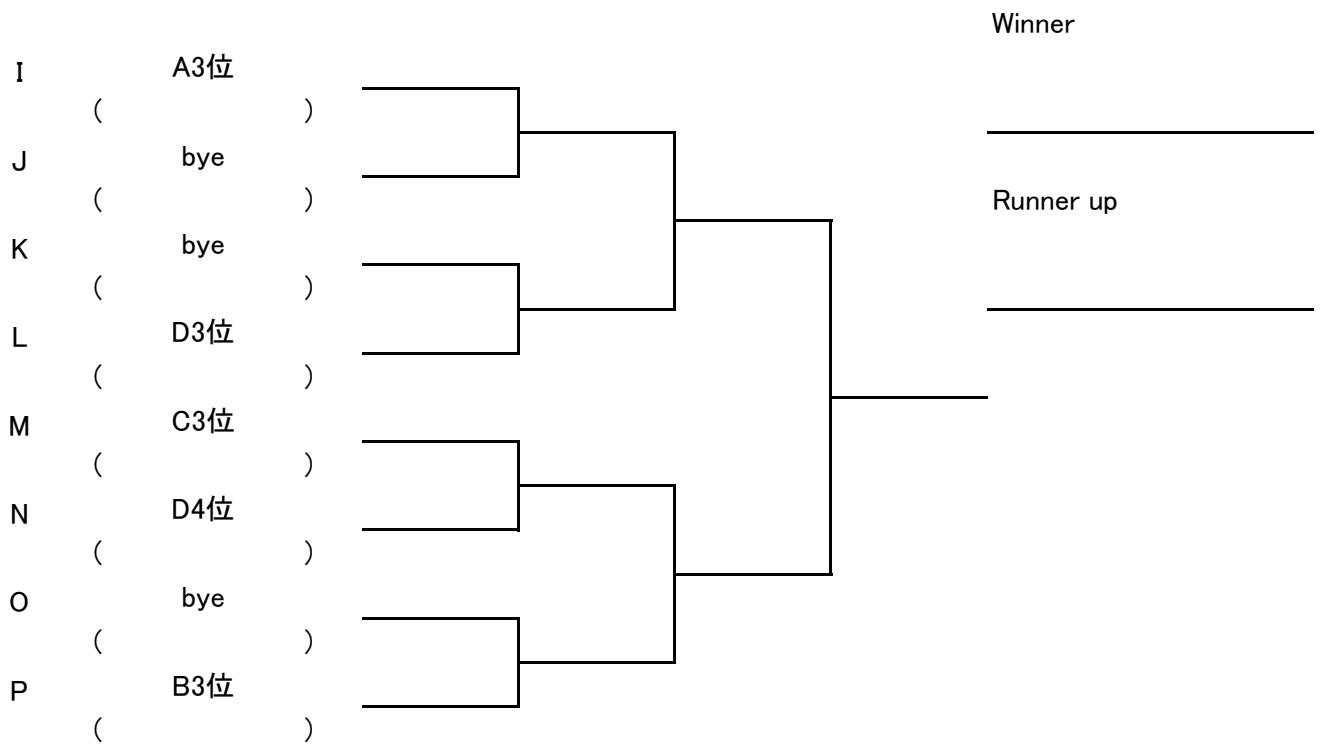 Winner
I A3位
( )
J bye
( )
Runner up
K bye
( )
L D3位
( )
M C3位
( )
N D4位
( )
O bye
( )
P B3位
( )